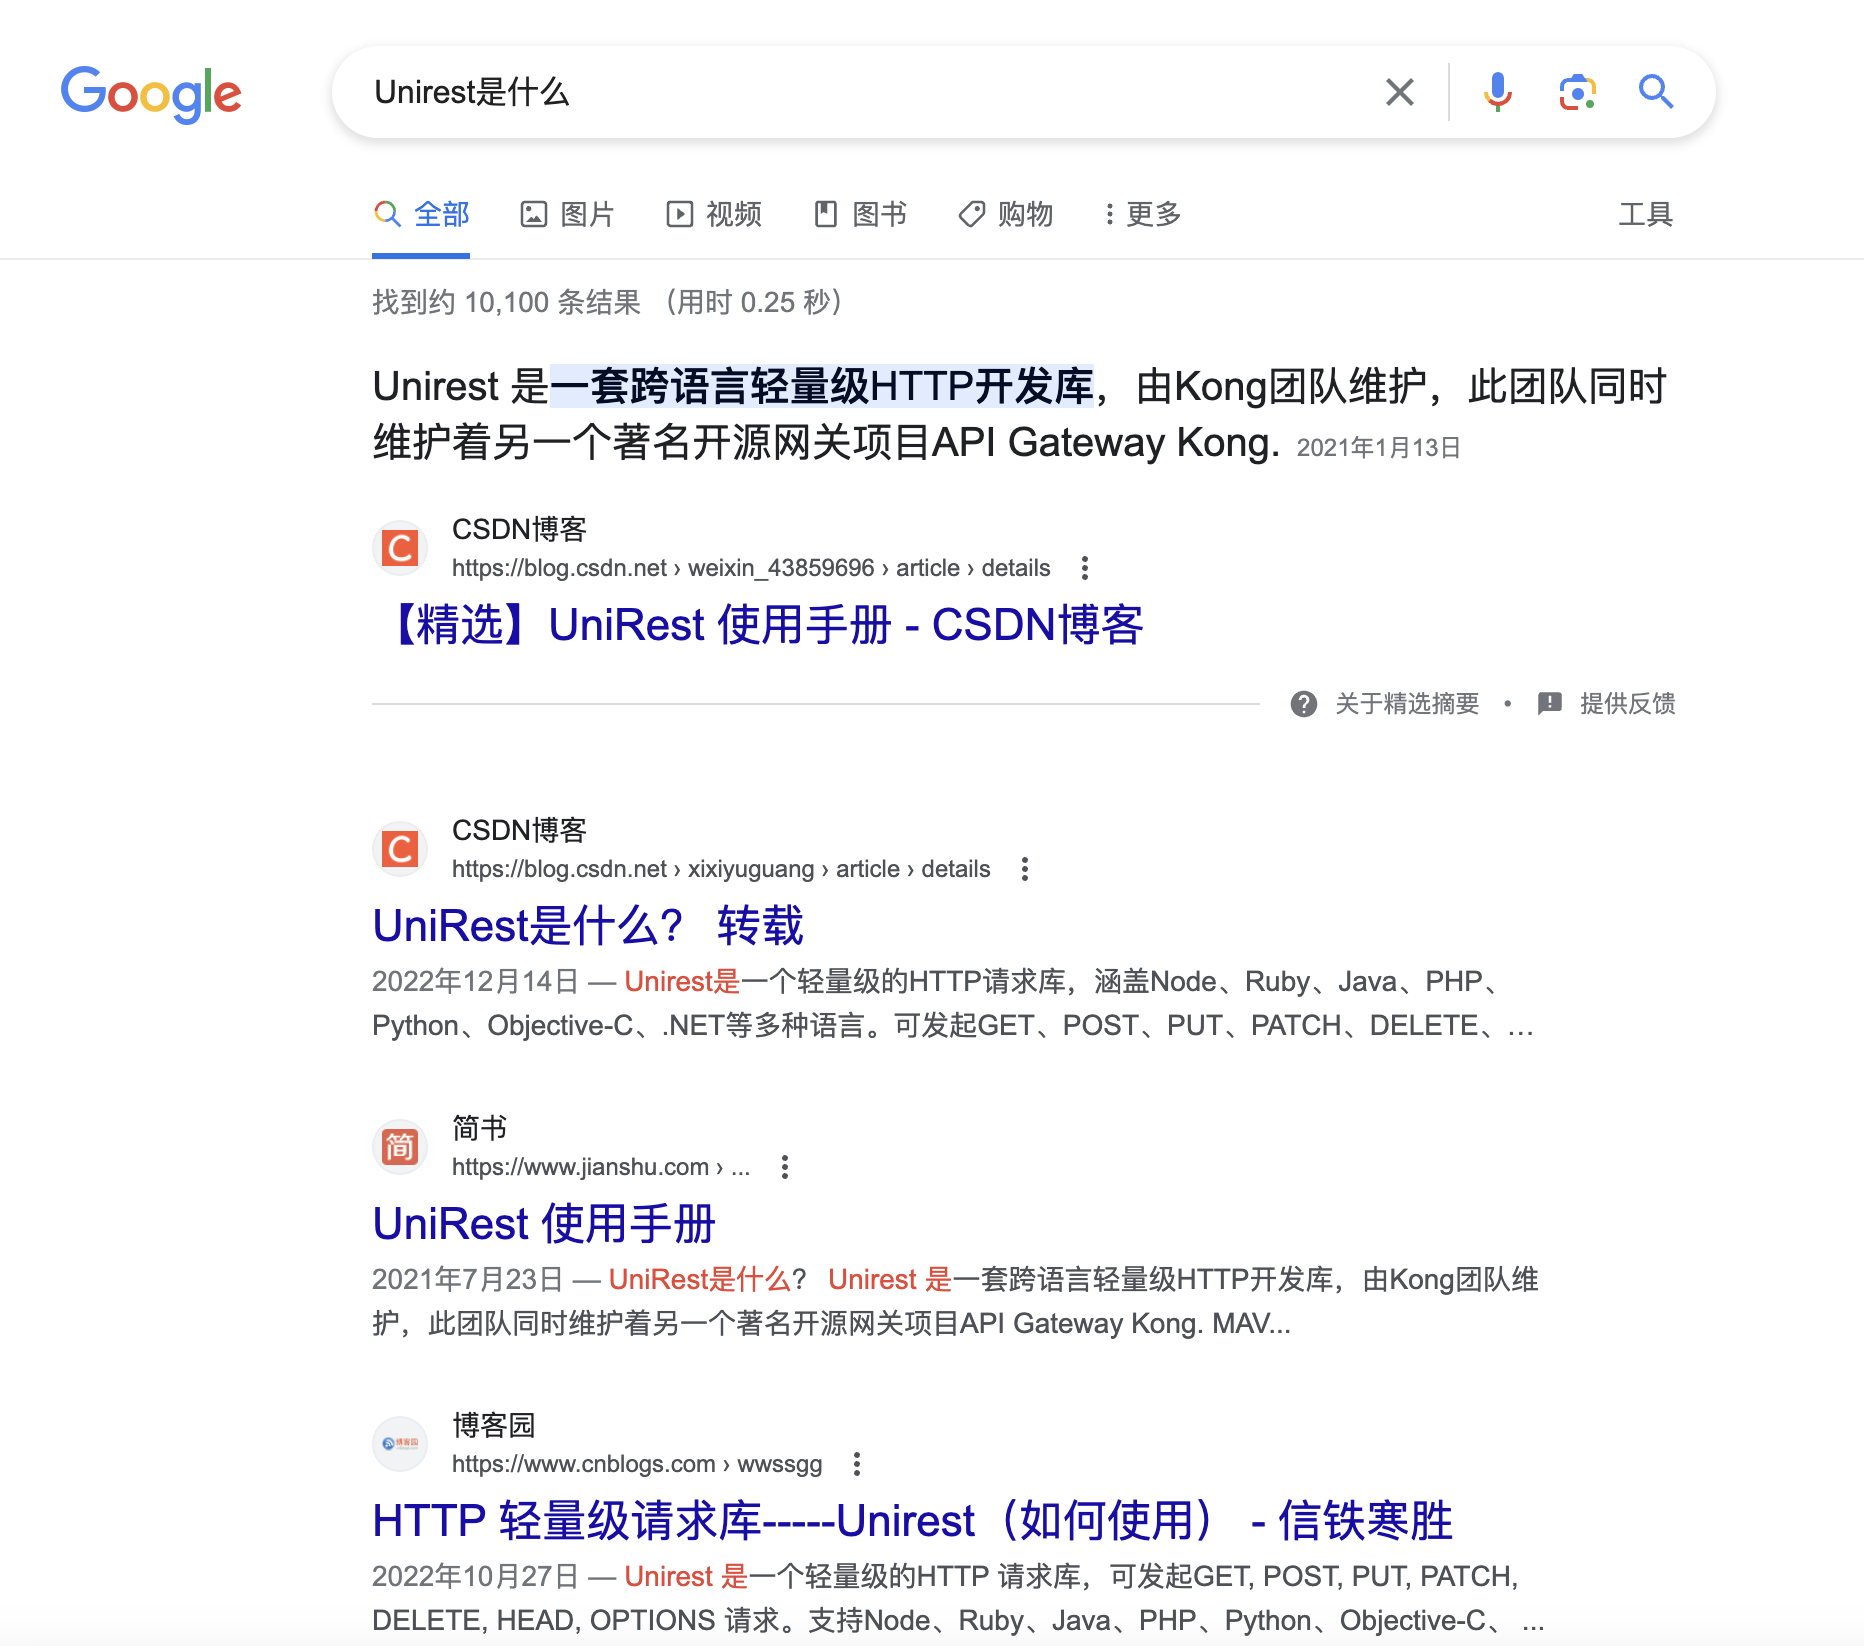 Google
Unirest是什么
全部 图片 视频 图书 购物 更多 工具
找到约 10,100 条结果 （用时 0.25 秒）
Unirest 是一套跨语言轻量级HTTP开发库，由Kong团队维护，此团队同时
维护着另一个著名开源网关项目API Gateway Kong. 2021年1月13日
CSDN博客
https://blog.csdn.net › weixin_43859696 › article › details
【精选】UniRest 使用手册 - CSDN博客
关于精选摘要 • 提供反馈
CSDN博客
https://blog.csdn.net › xixiyuguang › article › details
UniRest是什么？ 转载
2022年12月14日 — Unirest是一个轻量级的HTTP请求库，涵盖Node、Ruby、Java、PHP、
Python、Objective-C、.NET等多种语言。可发起GET、POST、PUT、PATCH、DELETE、...
简书
https://www.jianshu.com › ...
UniRest 使用手册
2021年7月23日 — UniRest是什么？ Unirest 是一套跨语言轻量级HTTP开发库，由Kong团队维
护，此团队同时维护着另一个著名开源网关项目API Gateway Kong. MAV...
博客园
https://www.cnblogs.com › wwssgg
HTTP 轻量级请求库-----Unirest（如何使用） - 信铁寒胜
2022年10月27日 — Unirest 是一个轻量级的HTTP 请求库，可发起GET, POST, PUT, PATCH,
DELETE, HEAD, OPTIONS 请求。支持Node、Ruby、Java、PHP、Python、Objective-C、 ...